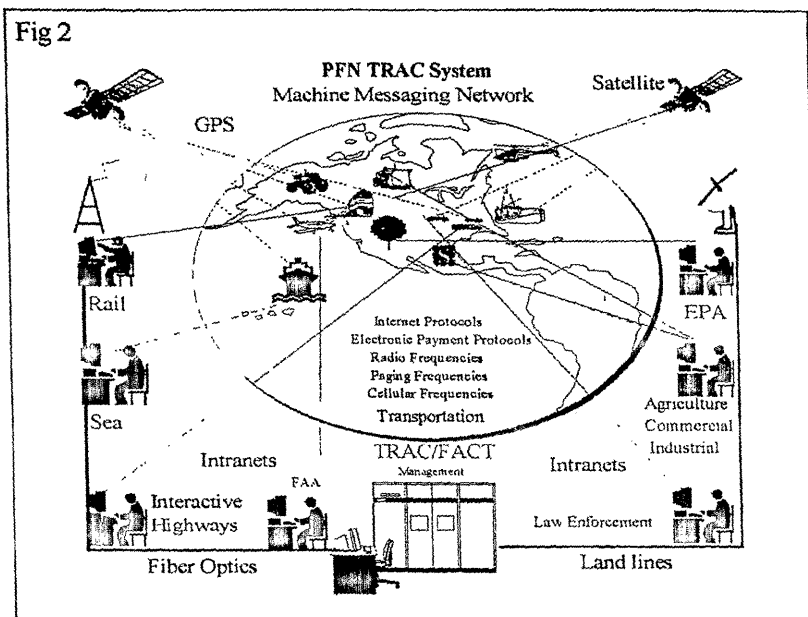 Fig 2
PFN TRAC System
Machine Messaging Network
Satellite
GPS
Rail
EPA
Internet Protocols
Electronic Payment Protocols
Radio Frequencies
Paging Frequencies
Cellular Frequencies
Transportation
Sea
Agriculture
Commercial
Industrial
TRAC/FACT
Management
Intranets
Intranets
FAA
Interactive
Highways
Law Enforcement
Fiber Optics
Land lines